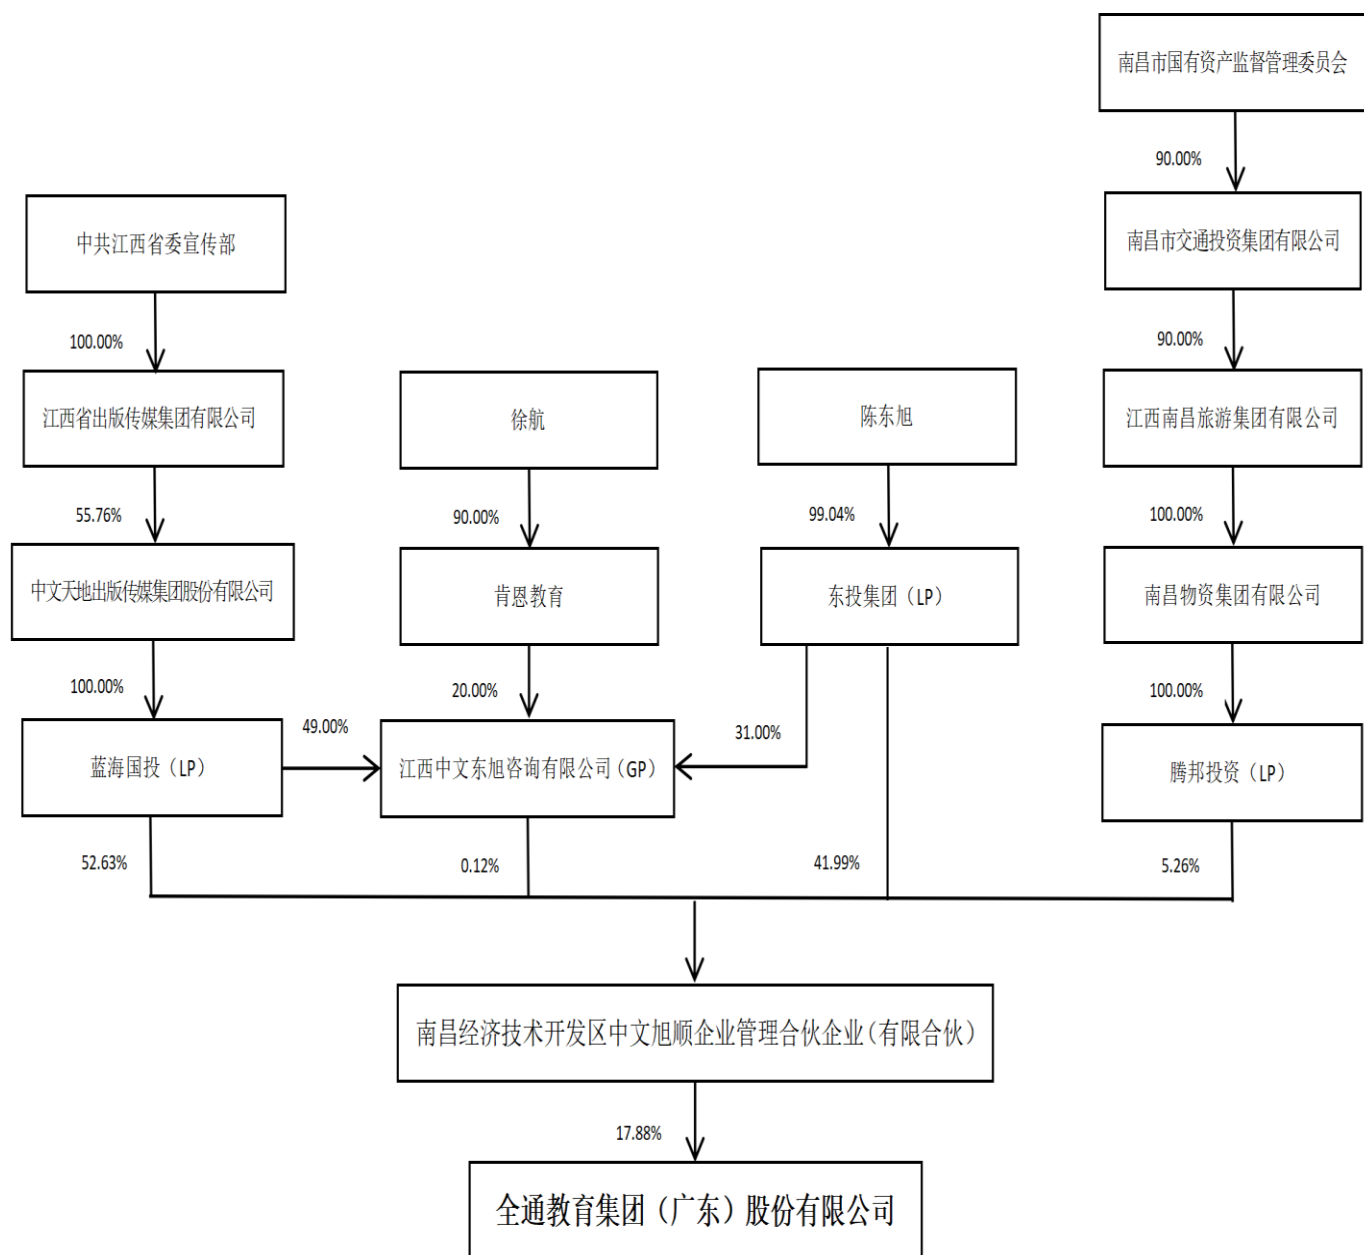 南昌市国有资产监督管理委员会
90.00%
南昌市交通投资集团有限公司
中共江西省委宣传部
100.00%
90.00%
江西省出版传媒集团有限公司
徐航
陈东旭
江西南昌旅游集团有限公司
55.76%
90.00%
99.04%
100.00%
中文天地出版传媒集团股份有限公司
肯恩教育
东投集团（LP）
南昌物资集团有限公司
100.00%
20.00%
100.00%
49.00%
31.00%
蓝海国投（LP）
江西中文东旭咨询有限公司（GP）
腾邦投资（LP）
52.63%
0.12%
41.99%
5.26%
南昌经济技术开发区中文旭顺企业管理合伙企业（有限合伙）
17.88%
全通教育集团（广东）股份有限公司